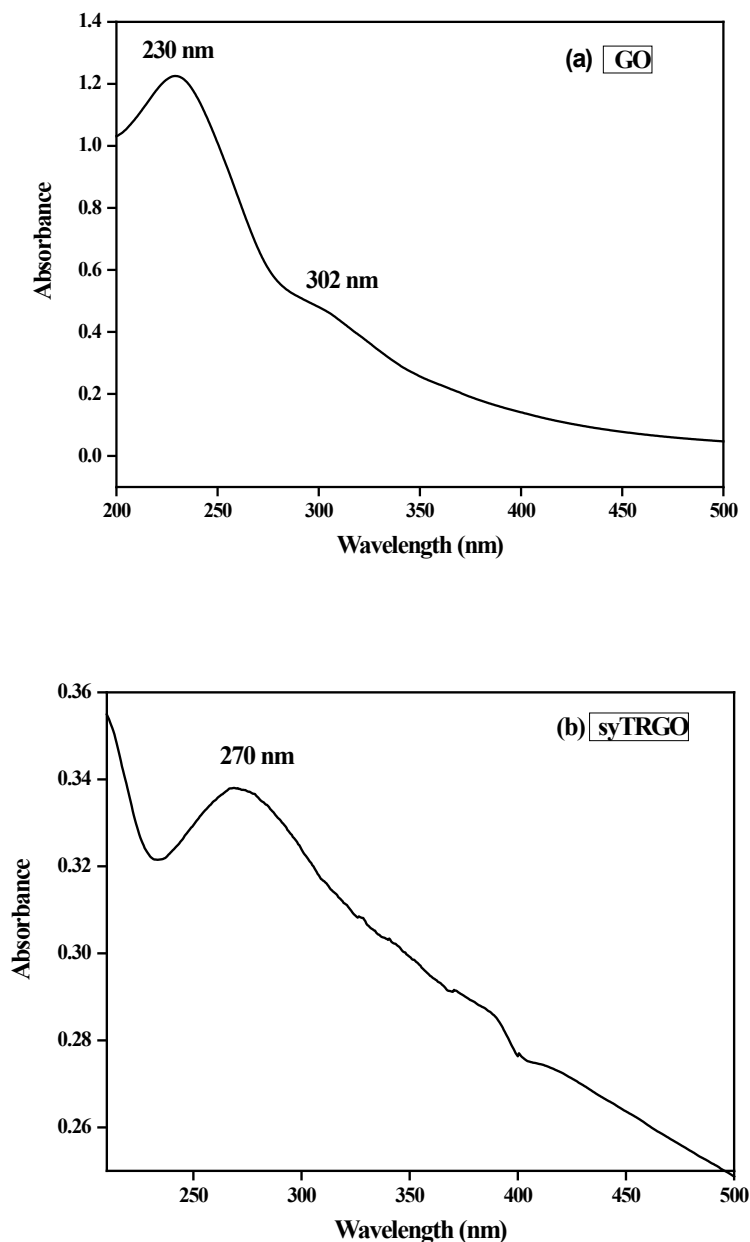 1.4
230 nm
(a) GO
1.2
1.0
0.8
0.6
302 nm
0.4
0.2
0.0
Absorbance
200 250 300 350 400 450 500
Wavelength (nm)
0.36
(b) syTRGO
270 nm
0.34
0.32
0.30
0.28
0.26
Absorbance
250 300 350 400 450 500
Wavelength (nm)